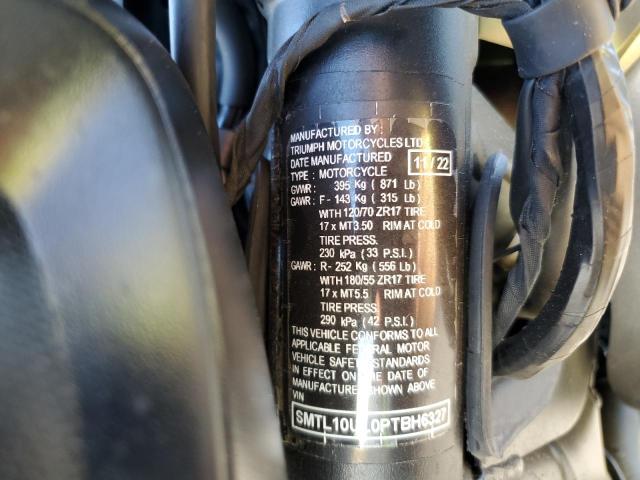 MANUFACTURED BY :
TRIUMPH MOTORCYCLES LTD
DATE MANUFACTURED 11 / 22
TYPE : MOTORCYCLE
GVWR : 395 Kg ( 871 Lb)
GAWR : F - 143 Kg ( 315 Lb)
WITH 120/70 ZR17 TIRE
17 x MT3.50 RIM AT COLD
TIRE PRESS.
230 kPa ( 33 P.S.I.)
GAWR : R- 252 Kg ( 556 Lb)
WITH 180/55 ZR17 TIRE
17 x MT5.5 RIM AT COLD
TIRE PRESS.
290 kPa ( 42 P.S.I.)
THIS VEHICLE CONFORMS TO ALL
APPLICABLE FEDERAL MOTOR
VEHICLE SAFETY STANDARDS
IN EFFECT ON THE DATE OF
MANUFACTURE SHOWN ABOVE
VIN